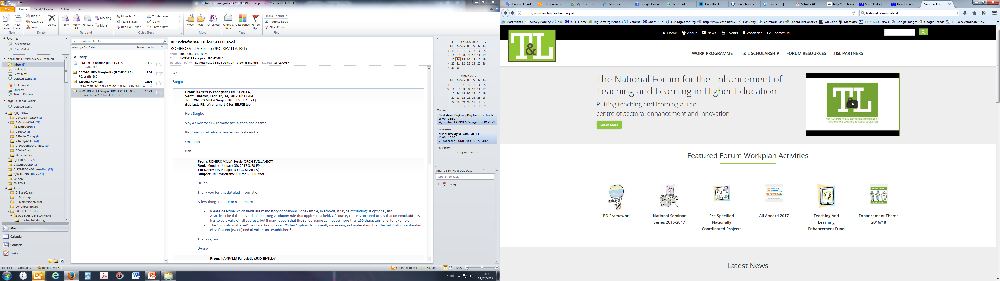 Inbox - Panagiotis.KAMPYLIS@ec.europa.eu - Microsoft Outlook
File Home Send / Receive Folder View
New E-mail
New Items
Ignore
Clean Up
Junk
Delete
Reply
Reply All
Forward
Meeting
More
Move to: ?
Team E-mail
Reply & Delete
To Manager
Done
Create New
Move
Rules
OneNote
Unread/ Read
Categorize
Follow Up
Find a Contact
Address Book
Filter E-mail
New Delete Respond Quick Steps Move Tags Find
Favorites
For Follow Up
Unread Mail
Panagiotis.KAMPYLIS@ec.europa.eu
Inbox (3)
Drafts [3]
Sent Items
Deleted Items (3)
Junk E-mail
Outbox
Search Folders
Large Personal Folders
Deleted Items
0_0_TODAY
2 Action_TODAY (1)
2 ActionASAP (21)
DigEduPol (3)
2 READ (25)
2 Reply_Today (9)
2 ReplyASAP (24)
2_DigCompOrgPilots (10)
2EntreComp
Deliverables
0_HOTLIST (122)
0_SCHEDULED (15)
0_SOMEDAY&Interesting (77)
0_WAITING Others (11)
00_SENT
00_TEMP
Archive
0_BaseCamp
0_Meetings
0_TeamMiscInternal
00_DigCompOrg
00_EFFECTIVEdu
00 SELFIE DEVELOPMENT
ContractulPiloting
Mail
Calendar
Contacts
Tasks
Items: 4 Unread: 3 Reminders: 3
Search Inbox (Ctrl+E)
Arrange By: Date Newest on top
Today
REDECKER Christine (JRC-SEVILLA) 12:06
RE: Leaflet 8.0
BACIGALUPO Margherita (JRC-SEVILLA) 12:01
RE: Leaflet 8.0
Tabetha Newman 11:06
Deliverable (D4) for Contract 930067-2016 A08 UK.
ROMERO VILLA Sergio (JRC-SEVILLA-EXT) 10:24
RE: Wireframe 1.0 for SELFIE tool
RE: Wireframe 1.0 for SELFIE tool
ROMERO VILLA Sergio (JRC-SEVILLA-EXT)
Sent: Tue 14/02/2017 10:24
To: KAMPYLIS Panagiotis (JRC-SEVILLA)
Retention Policy: EC Automated Email Deletion - Inbox (6 months) Expires: 16/08/2017
OK.
Sergio
From: KAMPYLIS Panagiotis (JRC-SEVILLA)
Sent: Tuesday, February 14, 2017 10:17 AM
To: ROMERO VILLA Sergio (JRC-SEVILLA-EXT)
Subject: RE: Wireframe 1.0 for SELFIE tool
Hola Sergio,
Voy a enviarte el wireframe actualizado por la tarde...
Perdona por el retraso pero estoy hasta arriba...
Un abrazo
Pan
From: ROMERO VILLA Sergio (JRC-SEVILLA-EXT)
Sent: Monday, January 30, 2017 3:28 PM
To: KAMPYLIS Panagiotis (JRC-SEVILLA)
Subject: RE: Wireframe 1.0 for SELFIE tool
Hi Pan,
Thank you for this detailed information.
A few things to note or remember:
- Please describe which fields are mandatory or optional. For example, in schools, if "Type of funding" is optional, etc.
- Also describe if there is a clear or strong validation rule that applies to a field. Of course, there is no need to say that an email address
has to be a valid email address, but it may happen that the school name cannot be more than 100 characters long, for example.
- The "Education offered" field in schools has an "Other" option. Is this really necessary, as I understand that the field follows a standard
classification (ISCED) and all values are established?
Thanks again.
Sergio
From: KAMPYLIS Panagiotis (JRC-SEVILLA)
February 2017
Mo Tu We Th Fr Sa Su
5 30 31 1 2 3 4 5
6 6 7 8 9 10 11 12
7 13 14 15 16 17 18 19
8 20 21 22 23 24 25 26
9 27 28
March 2017
Mo Tu We Th Fr Sa Su
9 1 2 3 4 5
10 6 7 8 9 10 11 12
11 13 14 15 16 17 18 19
12 20 21 22 23 24 25 26
13 27 28 29 30 31 1 2
14 3 4 5 6 7 8 9
Today
Chat about DigCompOrg for VET schools
16:00 - 16:30
skype chat; KAMPYLIS Panagiotis (JRC-SEVIL
Tomorrow
first bi-weekly VC with EAC C1
12:00 - 13:00
VC room tbc; PUNIE Yves (JRC-SEVILLA)
Thursday
2 appointments
Arrange By: Flag: Due Date
Type a new task
Today
Online with Microsoft Exchange 100%
EN 12:14
14/02/2017
Google Transl... Thesaurus.co... My Drive - Go... Yammer : ET ... Google Calen... To do list – Di... TweetDeck Education ne... Sync.com | C... Scholar Alert ... http://...tations Short URLs | E... Developing C... National Foru...
http://www.teachingandlearning.ie/ National Forum Ireland
Most Visited SurveyMonkey Kiwi ICTLI Home DigComOrg4Schools Yammer Short URLs EIM DigCompOrg http://www.easo.hezk... EUSurvey Carrefour Pass Oxford Dictionaries QR Code Memidex :: EDIFICIO EXPO :: Google Images Google Trends EU-28 & candidate Co...
T&L
Home About News Events Vacancies Contact Us
WORK PROGRAMME T & L SCHOLARSHIP FORUM RESOURCES T&L PARTNERS
The National Forum for the Enhancement of
Teaching and Learning in Higher Education
Putting teaching and learning at the
centre of sectoral enhancement and innovation
Learn More
T&L
THE NATIONAL FORUM FOR THE ENHANCEMENT OF
TEACHING AND LEARNING IN HIGHER EDUCATION
Featured Forum Workplan Activities
ALL ABOARD 2017
ASSESSMENT
LEARNING
PD Framework
National Seminar
Series 2016-2017
Pre-Specified
Nationally
Coordinated Projects
All Aboard 2017
Teaching And
Learning
Enhancement Fund
Enhancement Theme
2016/18
Latest News